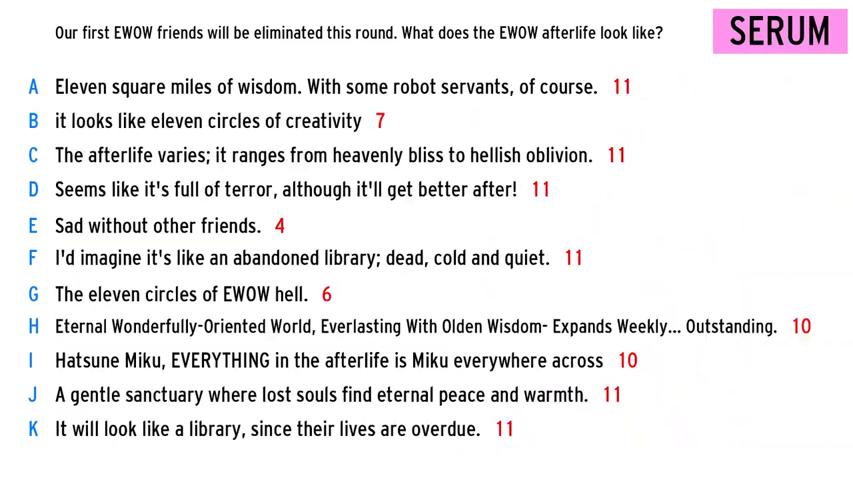 Our first EWOW friends will be eliminated this round. What does the EWOW afterlife look like?
SERUM
A Eleven square miles of wisdom. With some robot servants, of course. 11
B it looks like eleven circles of creativity 7
C The afterlife varies; it ranges from heavenly bliss to hellish oblivion. 11
D Seems like it's full of terror, although it'll get better after! 11
E Sad without other friends. 4
F I'd imagine it's like an abandoned library; dead, cold and quiet. 11
G The eleven circles of EWOW hell. 6
H Eternal Wonderfully-Oriented World, Everlasting With Olden Wisdom- Expands Weekly... Outstanding. 10
I Hatsune Miku, EVERYTHING in the afterlife is Miku everywhere across 10
J A gentle sanctuary where lost souls find eternal peace and warmth. 11
K It will look like a library, since their lives are overdue. 11